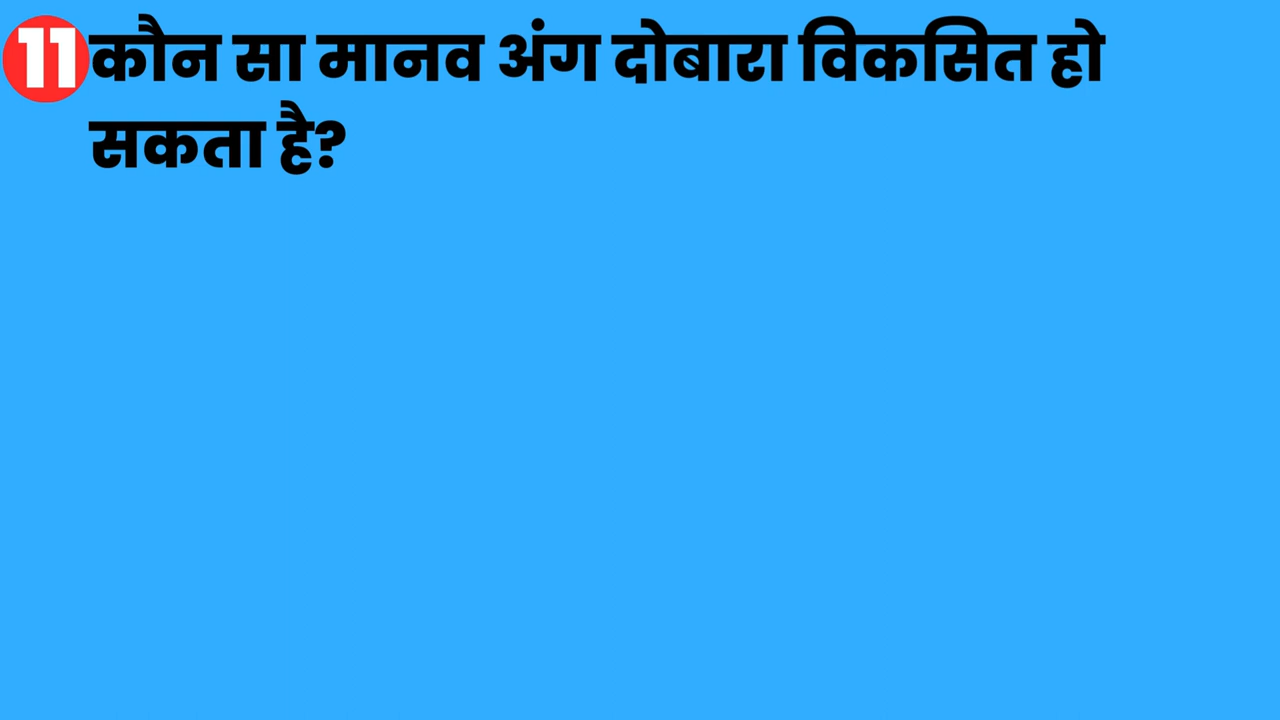 11 कौन सा मानव अंग दोबारा विकसित हो
सकता है?